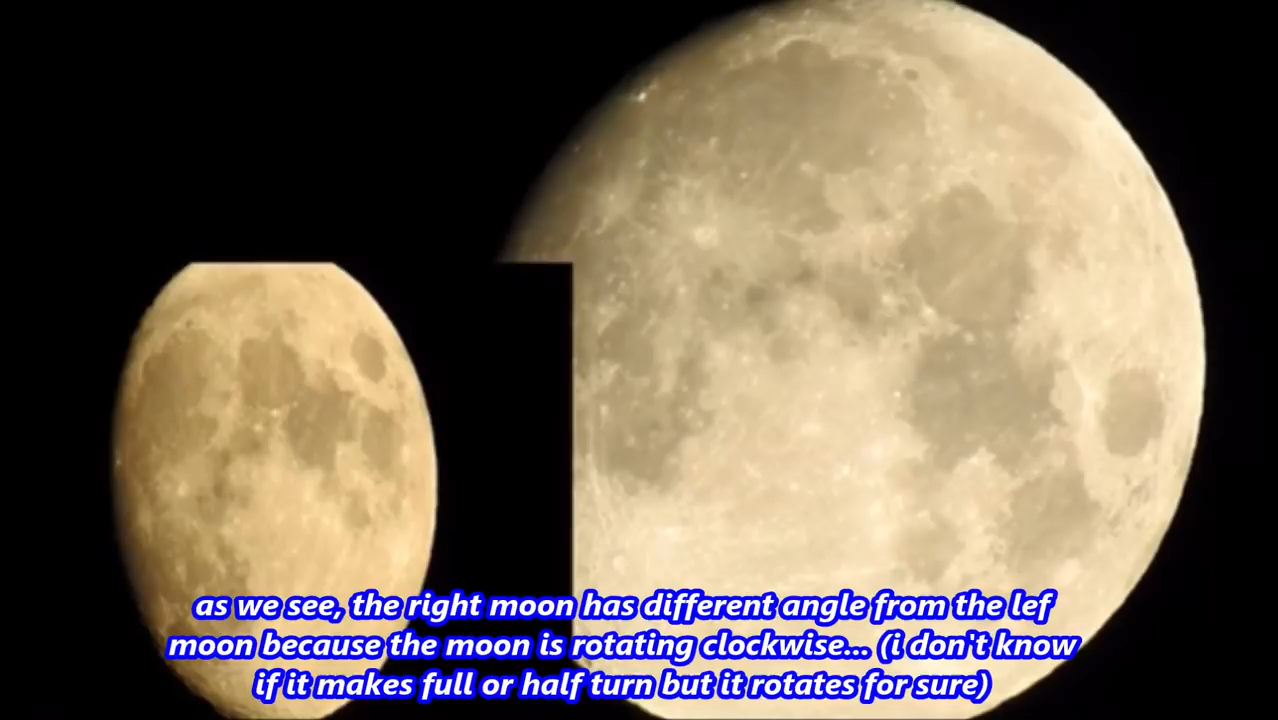 as we see, the right moon has different angle from the lef
moon because the moon is rotating clockwise... (i don't know
if it makes full or half turn but it rotates for sure)